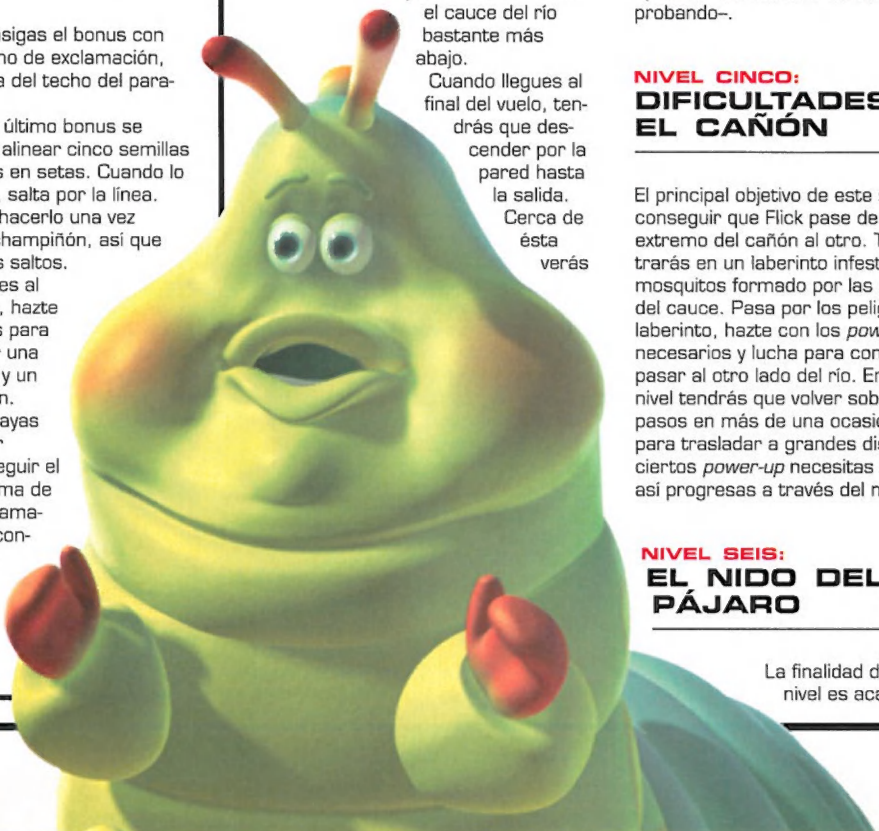 sigas el bonus con
no de exclamación,
a del techo del para-
último bonus se
alinear cinco semillas
s en setas. Cuando lo
, salta por la línea.
hacerlo una vez
hampiñón, así que
s saltos.
es al
, hazte
s para
una
y un
n.
ayas
r
eguir el
ma de
ama-
con-
el cauce del río
bastante más
abajo.
Cuando llegues al
final del vuelo, ten-
drás que des-
cender por la
pared hasta
la salida.
Cerca de
ésta
verás
probando–.
NIVEL CINCO:
DIFICULTADES
EL CAÑÓN
El principal objetivo de este
conseguir que Flick pase de
extremo del cañón al otro. T
trarás en un laberinto infest
mosquitos formado por las
del cauce. Pasa por los pelig
laberinto, hazte con los pow
necesarios y lucha para con
pasar al otro lado del río. En
nivel tendrás que volver sob
pasos en más de una ocasi
para trasladar a grandes dis
ciertos power-up necesitas
así progresas a través del n
NIVEL SEIS:
EL NIDO DEL
PÁJARO
La finalidad d
nivel es aca